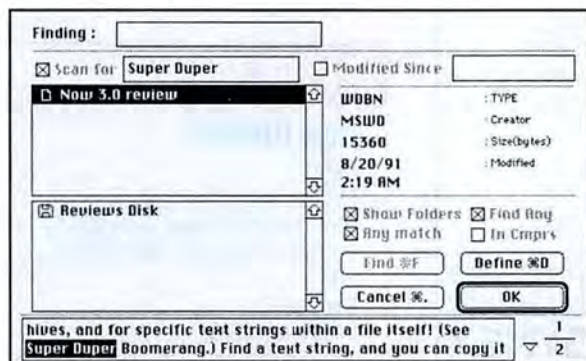 Finding :
Scan for Super Duper
Modified Since
Now 3.0 review
WDBN :TYPE
MSWD :Creator
15360 :Size(bytes)
8/20/91 :Modified
2:19 AM
Reviews Disk
Show Folders Find Any
Any match In Cmprs
Find ⌘F Define ⌘D
Cancel ⌘. OK
hives, and for specific text strings within a file itself! (See
Super Duper Boomerang.) Find a text string, and you can copy it
1
2